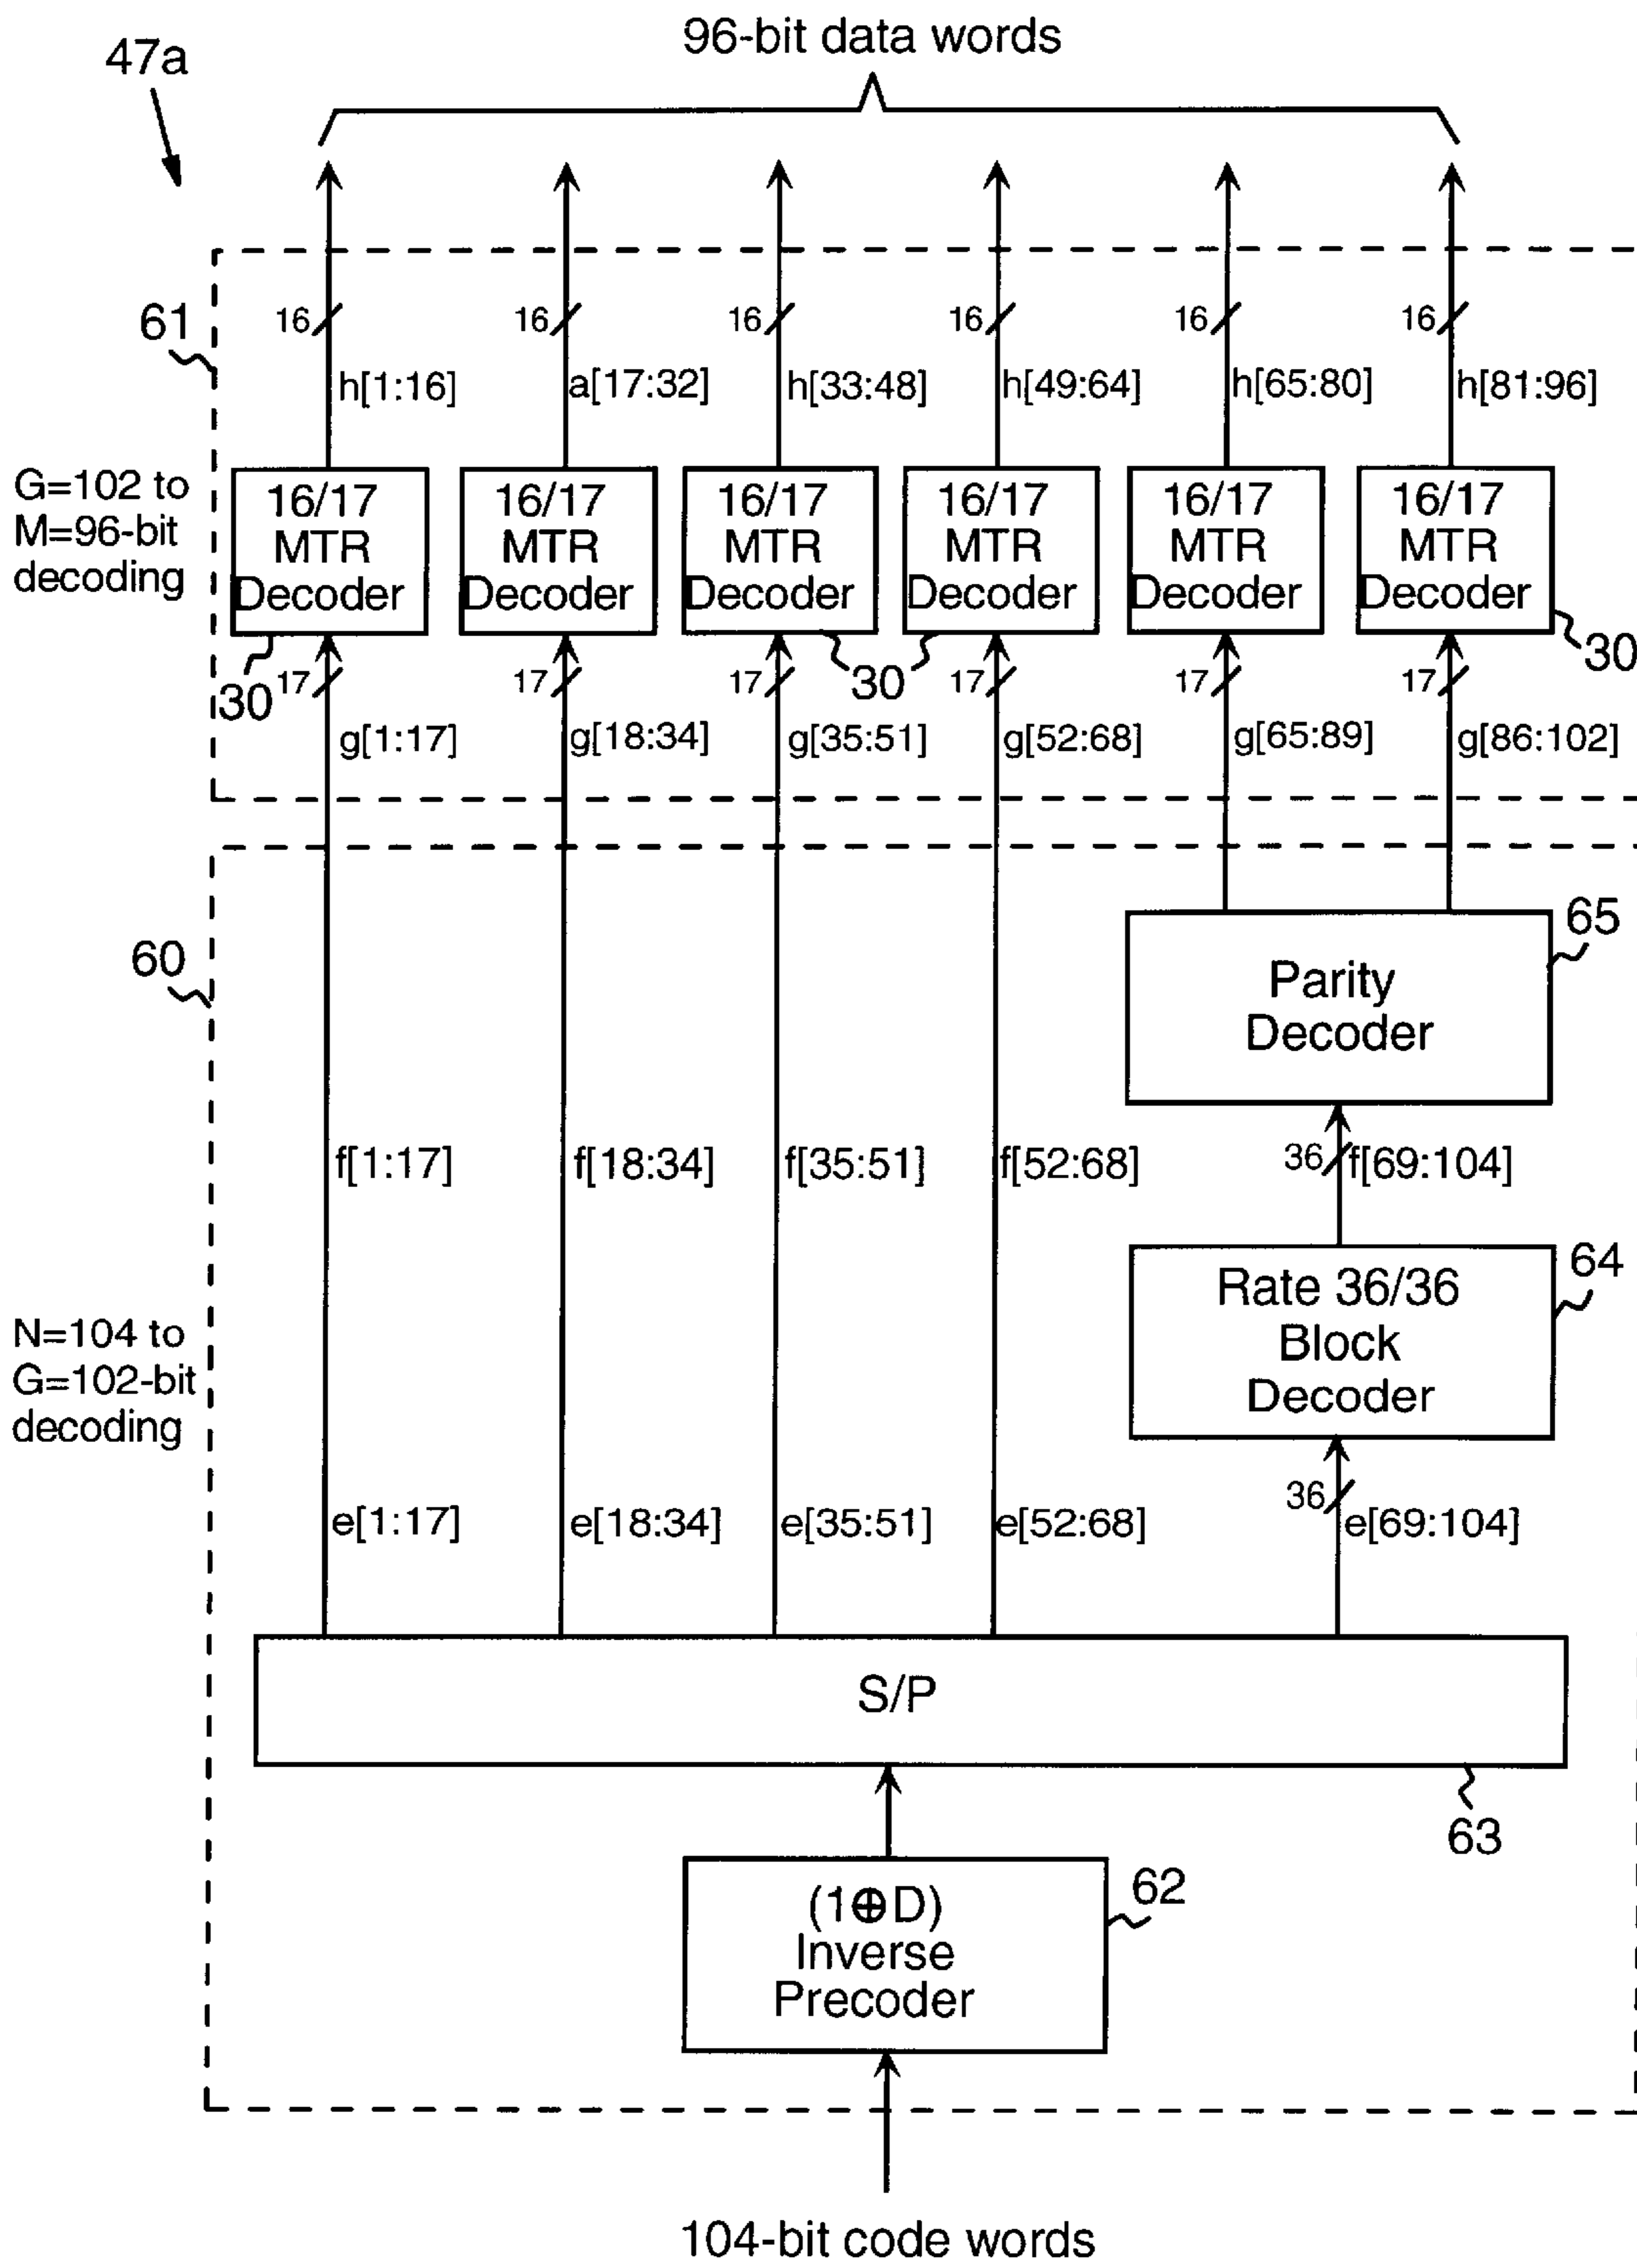 96-bit data words
47a
61
16 16 16 16 16 16
h[1:16] a[17:32] h[33:48] h[49:64] h[65:80] h[81:96]
G=102 to
M=96-bit
decoding
16/17
MTR
Decoder
16/17
MTR
Decoder
16/17
MTR
Decoder
16/17
MTR
Decoder
16/17
MTR
Decoder
16/17
MTR
Decoder
30 30 30
17 17 17 17 17 17
g[1:17] g[18:34] g[35:51] g[52:68] g[65:89] g[86:102]
60
65
Parity
Decoder
f[1:17] f[18:34] f[35:51] f[52:68] 36 f[69:104]
64
Rate 36/36
Block
Decoder
N=104 to
G=102-bit
decoding
36
e[1:17] e[18:34] e[35:51] e[52:68] e[69:104]
S/P
63
62
(1⊕D)
Inverse
Precoder
104-bit code words